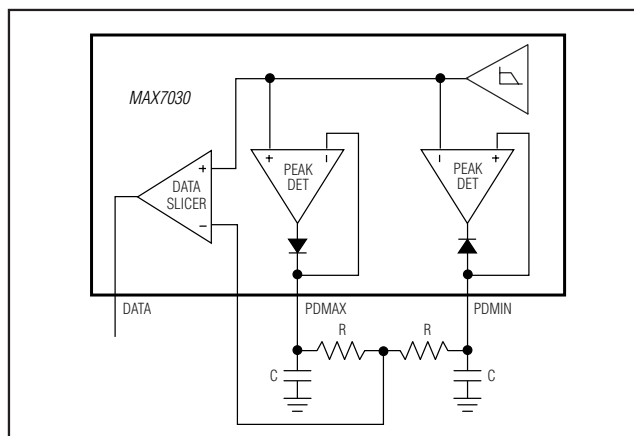 MAX7030
+ −
− +
PEAK
DET
PEAK
DET
+
DATA
SLICER
−
DATA
PDMAX
PDMIN
R
R
C
C